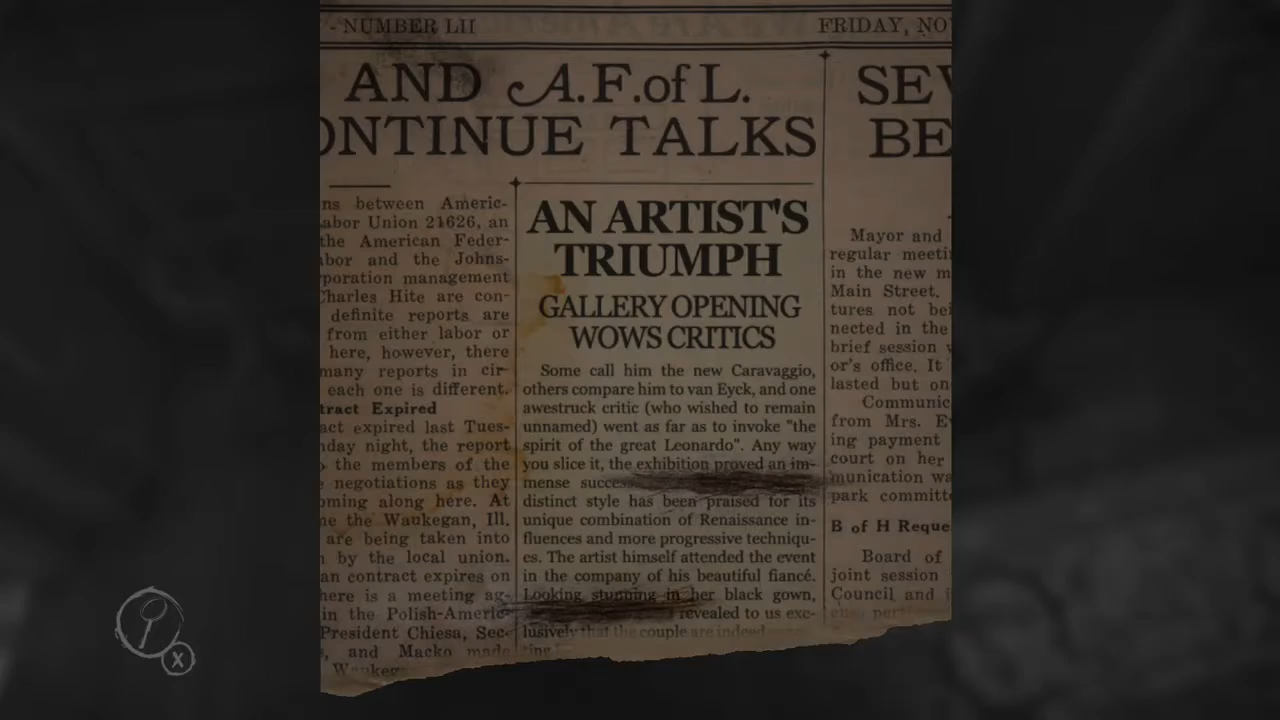 - NUMBER LII
FRIDAY, NO
AND A.F.of L.
ONTINUE TALKS
SE
BE
ns between Americ-
abor Union 21626, an
the American Feder-
bor and the Johns-
poration management
Charles Hite are con-
definite reports are
from either labor or
here, however, there
many reports in cir-
each one is different.
tract Expired
act expired last Tues-
day night, the report
the members of the
negotiations as they
oming along here. At
e the Waukegan, Ill.
are being taken into
n by the local union.
an contract expires on
here is a meeting ag-
in the Polish-Americ-
President Chiesa, Sec-
, and Macko made
Waukeg
AN ARTIST'S
TRIUMPH
GALLERY OPENING
WOWS CRITICS
Some call him the new Caravaggio,
others compare him to van Eyck, and one
awestruck critic (who wished to remain
unnamed) went as far as to invoke "the
spirit of the great Leonardo". Any way
you slice it, the exhibition proved an im-
mense succes
distinct style has been praised for its
unique combination of Renaissance in-
fluences and more progressive techniqu-
es. The artist himself attended the event
in the company of his beautiful fiancé.
Looking stunning in her black gown,
revealed to us exc-
lusively that the couple are indeed
ting
Mayor and
regular meeti
in the new m
Main Street.
tures not bei
nected in the
brief session
or's office. It
lasted but on
Communic
from Mrs. E
ing payment
court on her
munication wa
park committe
B of H Reque
Board of
joint session
Council and
X